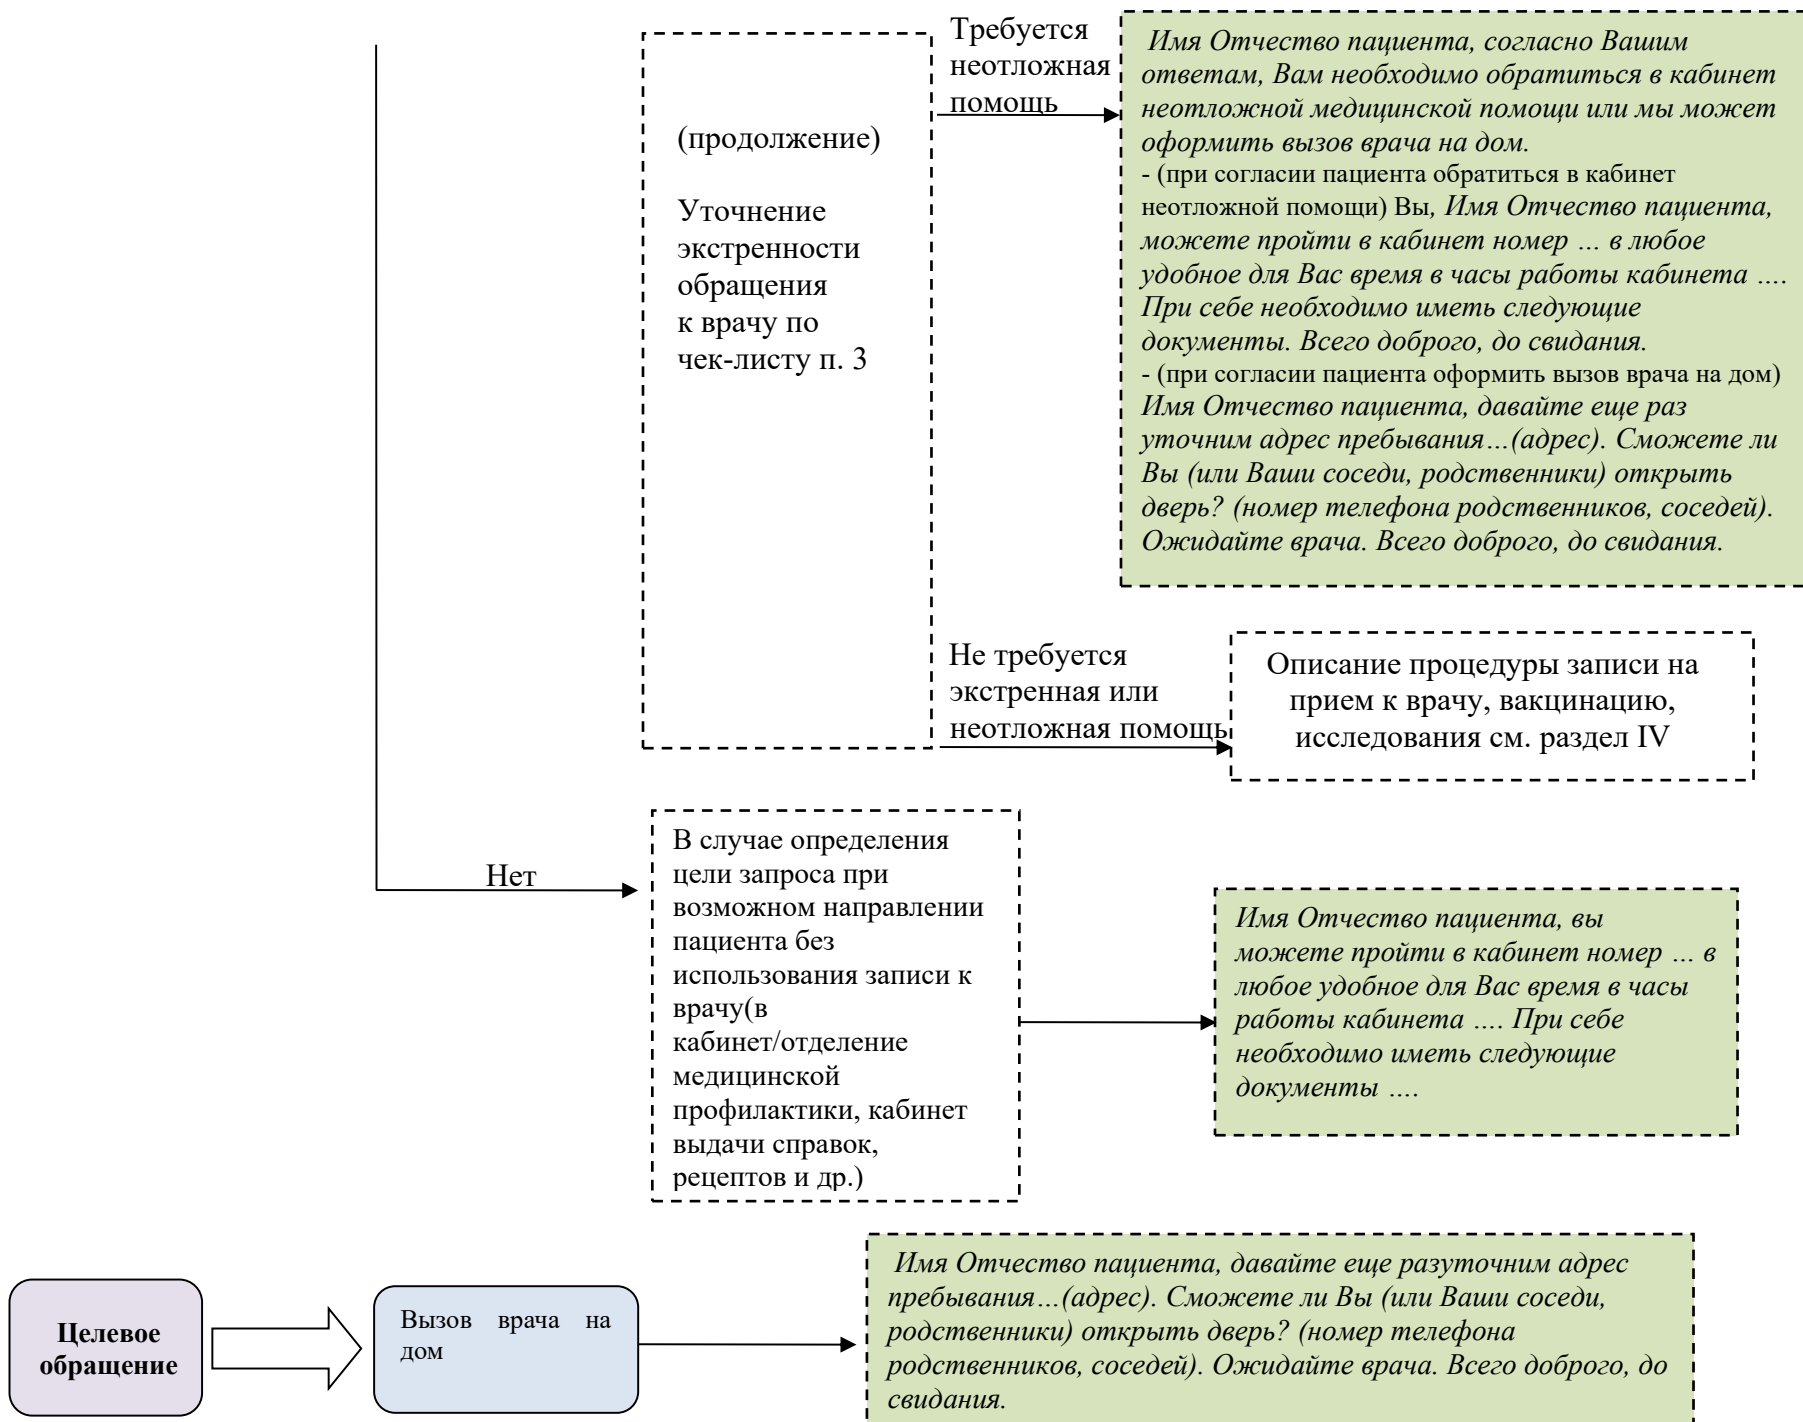 (продолжение)
Уточнение
экстренности
обращения
к врачу по
чек-листу п. 3
Требуется
неотложная
помощь
Имя Отчество пациента, согласно Вашим
ответам, Вам необходимо обратиться в кабинет
неотложной медицинской помощи или мы может
оформить вызов врача на дом.
- (при согласии пациента обратиться в кабинет
неотложной помощи) Вы, Имя Отчество пациента,
можете пройти в кабинет номер … в любое
удобное для Вас время в часы работы кабинета ….
При себе необходимо иметь следующие
документы. Всего доброго, до свидания.
- (при согласии пациента оформить вызов врача на дом)
Имя Отчество пациента, давайте еще раз
уточним адрес пребывания…(адрес). Сможете ли
Вы (или Ваши соседи, родственники) открыть
дверь? (номер телефона родственников, соседей).
Ожидайте врача. Всего доброго, до свидания.
Не требуется
экстренная или
неотложная помощь
Описание процедуры записи на
прием к врачу, вакцинацию,
исследования см. раздел IV
Нет
В случае определения
цели запроса при
возможном направлении
пациента без
использования записи к
врачу(в
кабинет/отделение
медицинской
профилактики, кабинет
выдачи справок,
рецептов и др.)
Имя Отчество пациента, вы
можете пройти в кабинет номер … в
любое удобное для Вас время в часы
работы кабинета …. При себе
необходимо иметь следующие
документы ….
Целевое
обращение
Вызов врача на
дом
Имя Отчество пациента, давайте еще разуточним адрес
пребывания…(адрес). Сможете ли Вы (или Ваши соседи,
родственники) открыть дверь? (номер телефона
родственников, соседей). Ожидайте врача. Всего доброго, до
свидания.